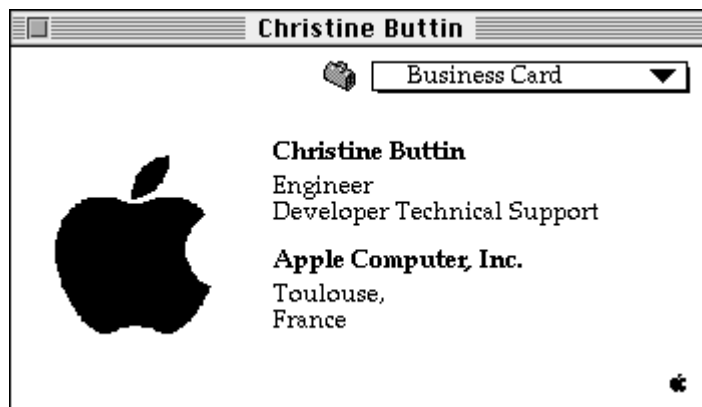 Christine Buttin
Business Card
Christine Buttin
Engineer
Developer Technical Support
Apple Computer, Inc.
Toulouse,
France